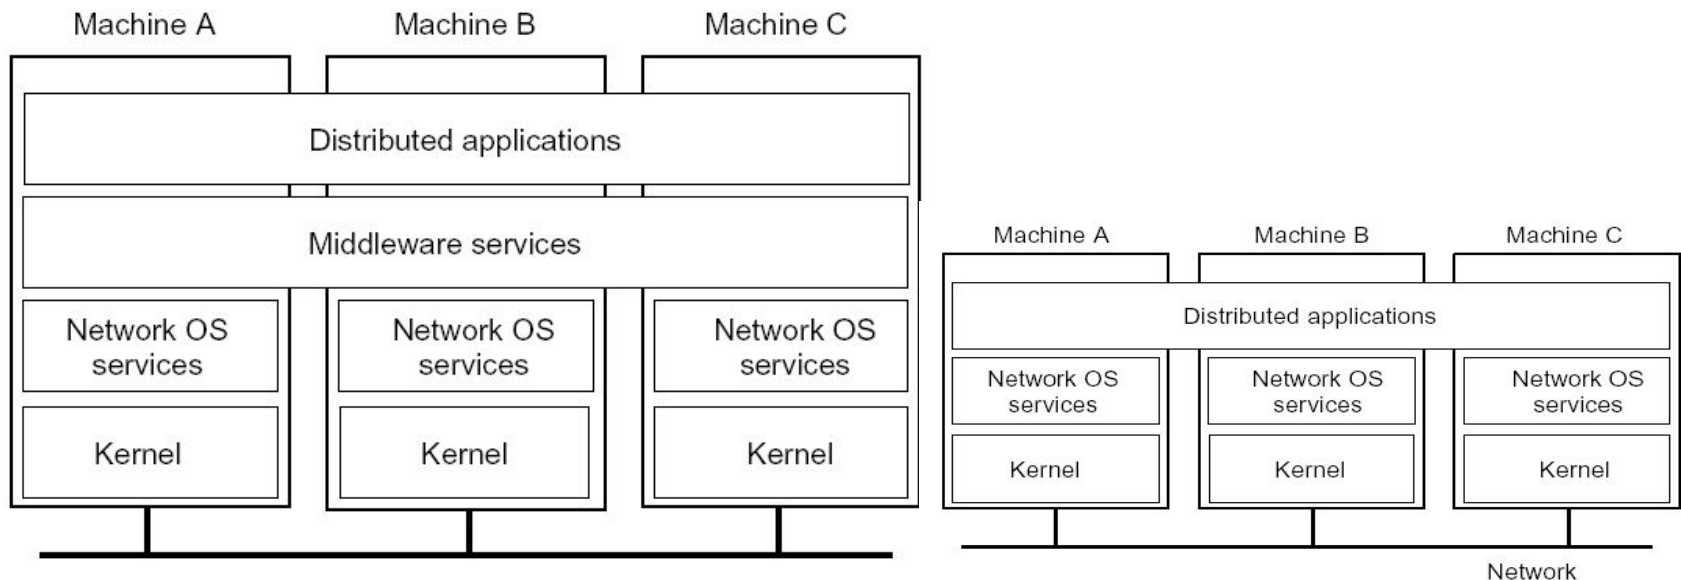 Machine A
Machine B
Machine C
Distributed applications
Middleware services
Network OS
services
Network OS
services
Network OS
services
Kernel
Kernel
Kernel
Machine A
Machine B
Machine C
Distributed applications
Network OS
services
Network OS
services
Network OS
services
Kernel
Kernel
Kernel
Network